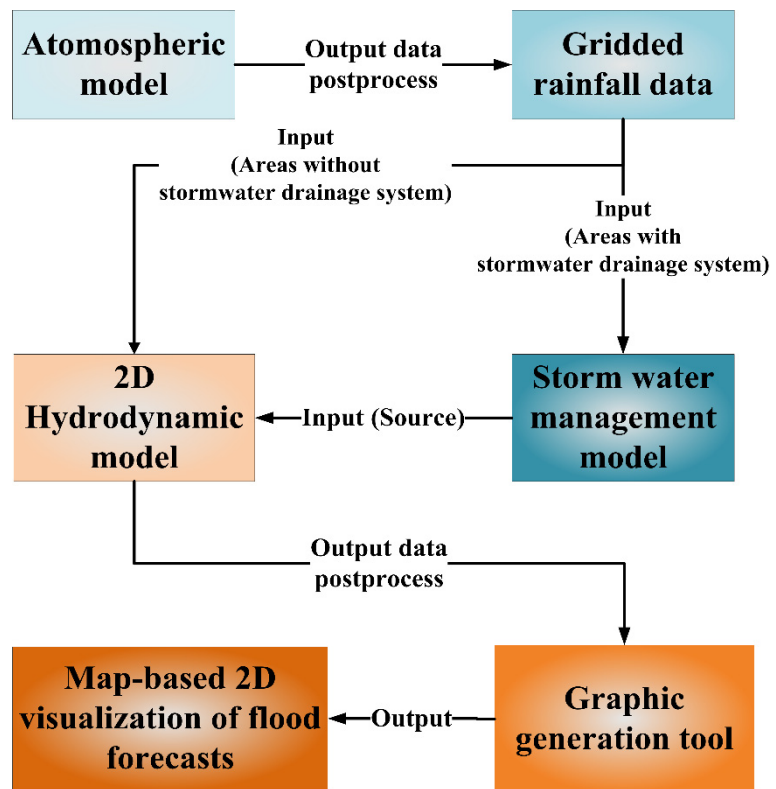 Atomospheric
model
Output data
postprocess
Gridded
rainfall data
Input
(Areas without
stormwater drainage system)
Input
(Areas with
stormwater drainage system)
2D
Hydrodynamic
model
Input (Source)
Storm water
management
model
Output data
postprocess
Map-based 2D
visualization of flood
forecasts
Output
Graphic
generation tool